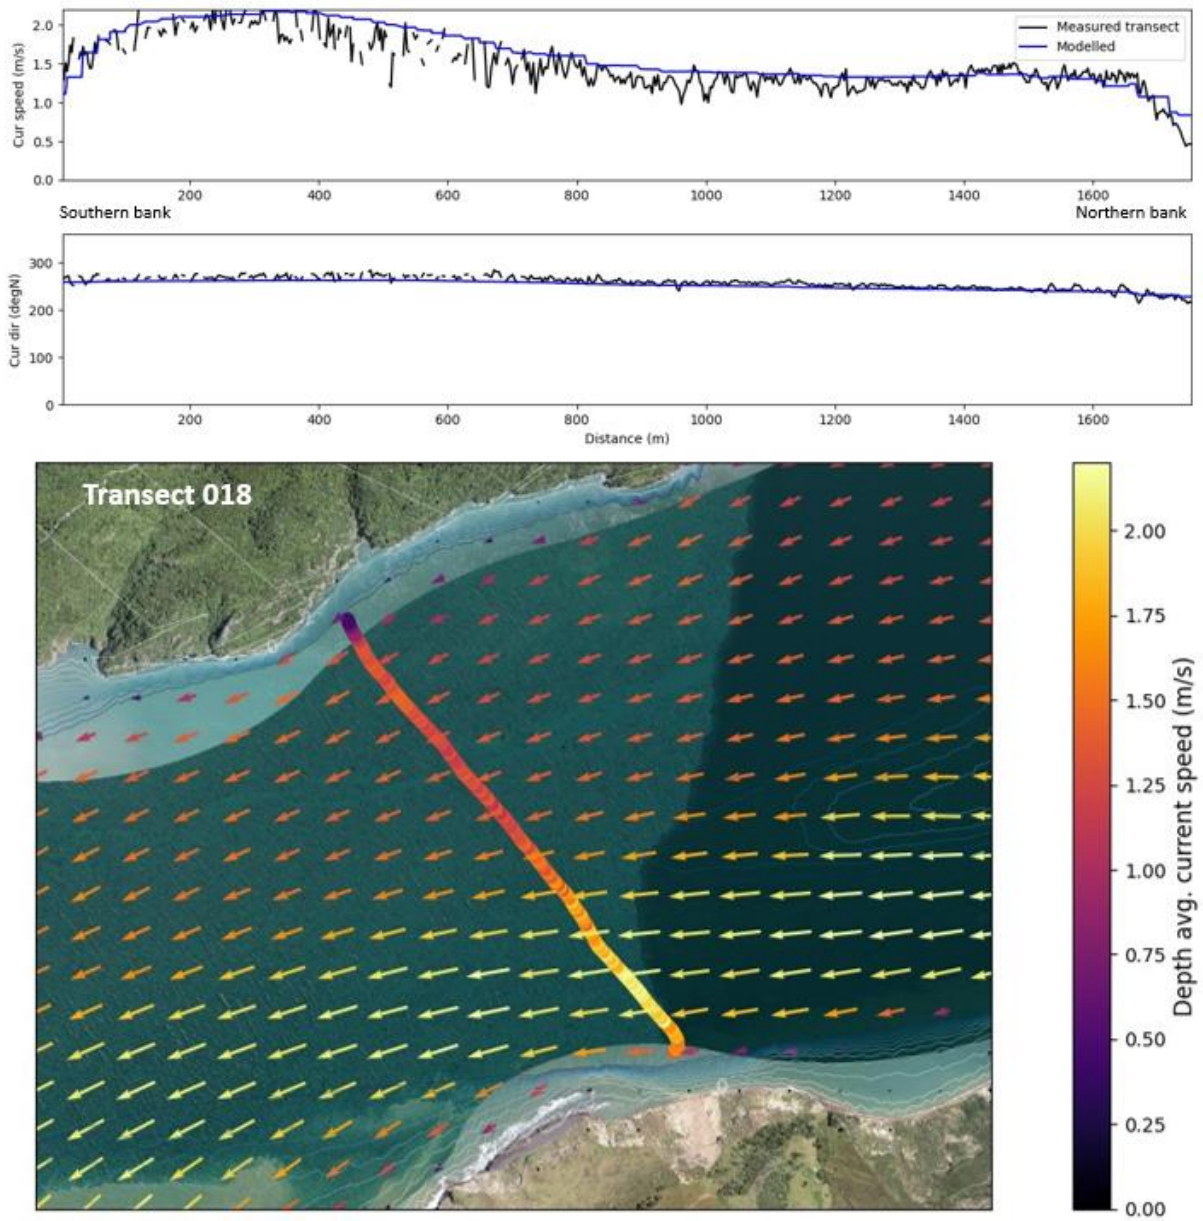 Cur speed (m/s)
2.0
1.5
1.0
0.5
0.0
Measured transect
Modelled
200 400 600 800 1000 1200 1400 1600
Southern bank Northern bank
Cur dir (degN)
300
200
100
0
200 400 600 800 1000 1200 1400 1600
Distance (m)
Transect 018
2.00
1.75
1.50
1.25
1.00
0.75
0.50
0.25
0.00
Depth avg. current speed (m/s)